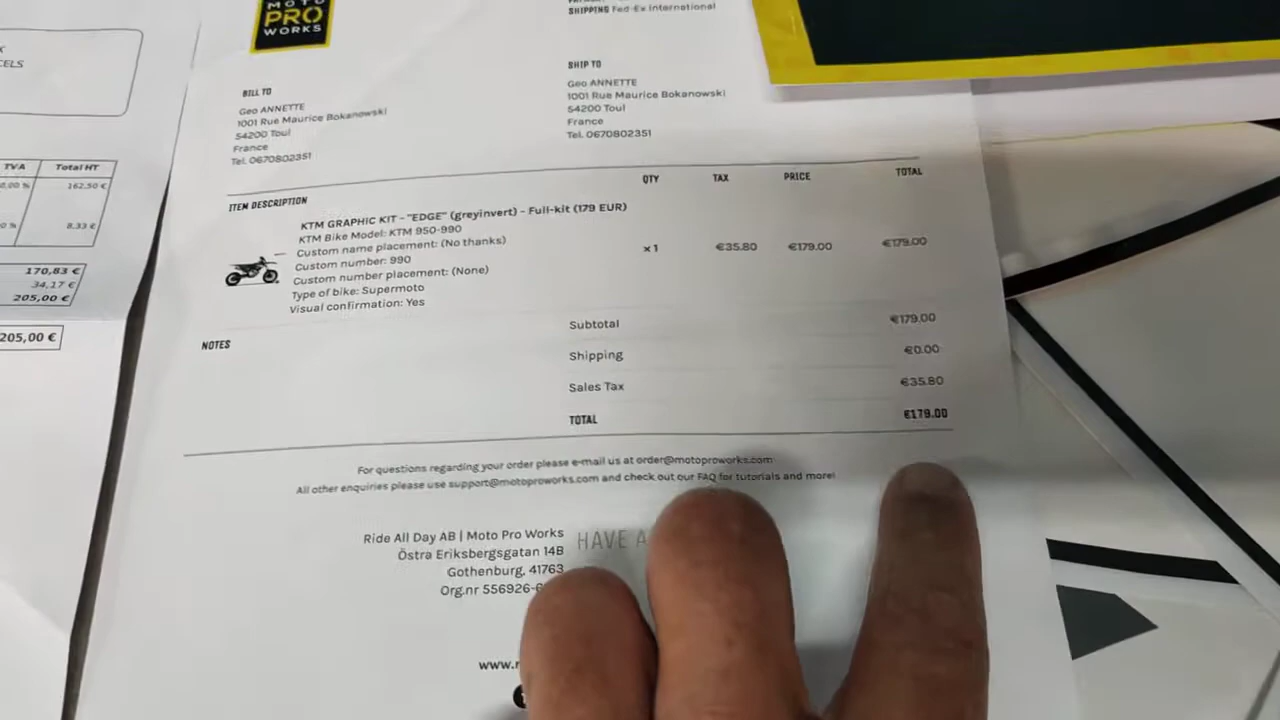 MOTO
PRO
WORKS
SHIPPING Fed-Ex international
BILL TO
Geo ANNETTE
1001 Rue Maurice Bokanowski
54200 Toul
France
Tel. 0670802351
SHIP TO
Geo ANNETTE
1001 Rue Maurice Bokanowski
54200 Toul
France
Tel. 0670802351
TVA Total HT
162,50 €
8,33 €
170,83 €
34,17 €
205,00 €
205,00 €
ITEM DESCRIPTION QTY TAX PRICE TOTAL
KTM GRAPHIC KIT - "EDGE" (greyinvert) - Full-kit (179 EUR)
KTM Bike Model: KTM 950-990
Custom name placement: (No thanks)
Custom number: 990
Custom number placement: (None)
Type of bike: Supermoto
Visual confirmation: Yes
x 1 €35.80 €179.00 €179.00
NOTES
Subtotal €179.00
Shipping €0.00
Sales Tax €35.80
TOTAL €179.00
For questions regarding your order please e-mail us at order@motoproworks.com
All other enquiries please use support@motoproworks.com and check out our FAQ for tutorials and more!
Ride All Day AB | Moto Pro Works
Östra Eriksbergsgatan 14B
Gothenburg, 41763
Org.nr 556926-
HAVE A
www.